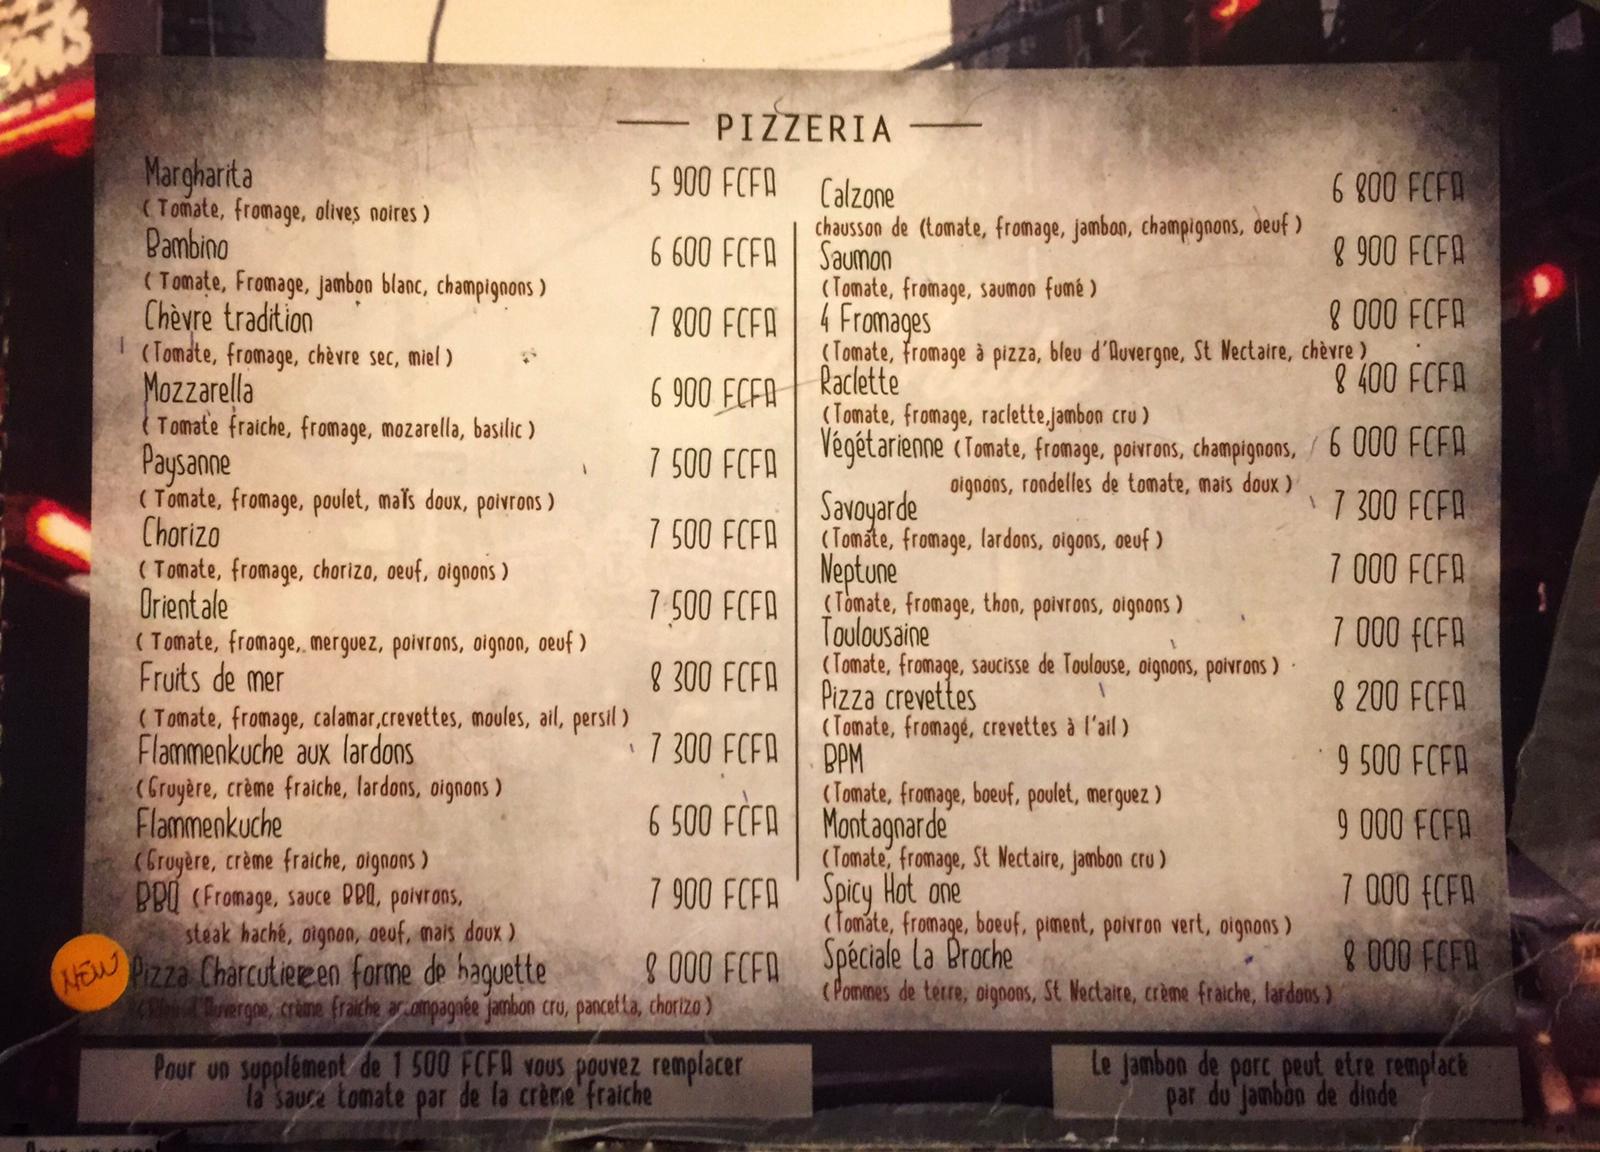 PIZZERIA
Margharita 5 900 FCFA
( Tomate, fromage, olives noires )
Bambino 6 600 FCFA
( Tomate, Fromage, jambon blanc, champignons )
Chèvre tradition 7 800 FCFA
(Tomate, fromage, chèvre sec, miel )
Mozzarella 6 900 FCFA
( Tomate fraiche, fromage, mozarella, basilic )
Paysanne 7 500 FCFA
( Tomate, fromage, poulet, maïs doux, poivrons )
Chorizo 7 500 FCFA
( Tomate, fromage, chorizo, oeuf, oignons )
Orientale 7 500 FCFA
( Tomate, fromage, merguez, poivrons, oignon, oeuf )
Fruits de mer 8 300 FCFA
( Tomate, fromage, calamar,crevettes, moules, ail, persil )
Flammenkuche aux lardons 7 300 FCFA
(Gruyère, crème fraiche, lardons, oignons )
Flammenkuche 6 500 FCFA
(Gruyère, crème fraiche, oignons )
BBQ (Fromage, sauce BBQ, poivrons, 7 900 FCFA
steak haché, oignon, oeuf, mais doux )
NEW
Pizza Charcutiere en forme de baguette 8 000 FCFA
d'Auvergne, crème fraiche accompagnée jambon cru, pancetta, chorizo )
Calzone 6 800 FCFA
chausson de (tomate, fromage, jambon, champignons, oeuf )
Saumon 8 900 FCFA
(Tomate, fromage, saumon fumé )
4 Fromages 8 000 FCFA
(Tomate, fromage à pizza, bleu d'Auvergne, St Nectaire, chèvre )
Raclette 8 400 FCFA
(Tomate, fromage, raclette,jambon cru )
Végétarienne (Tomate, fromage, poivrons, champignons, 6 000 FCFA
oignons, rondelles de tomate, mais doux )
Savoyarde 7 300 FCFA
(Tomate, fromage, lardons, oigons, oeuf )
Neptune 7 000 FCFA
(Tomate, fromage, thon, poivrons, oignons )
Toulousaine 7 000 fCFA
(Tomate, fromage, saucisse de Toulouse, oignons, poivrons )
Pizza crevettes 8 200 FCFA
(Tomate, fromage, crevettes à l'ail )
BPM 9 500 FCFA
(Tomate, fromage, boeuf, poulet, merguez )
Montagnarde 9 000 FCFA
(Tomate, fromage, St Nectaire, jambon cru )
Spicy Hot one 7 000 fCFA
(Tomate, fromage, boeuf, piment, poivron vert, oignons )
Spéciale La Broche 8 000 FCFA
(Pommes de terre, oignons, St Nectaire, crème fraiche, lardons )
Pour un supplément de 1 500 FCFA vous pouvez remplacer
la sauce tomate par de la crème fraiche
Le jambon de porc peut etre remplacé
par du jambon de dinde